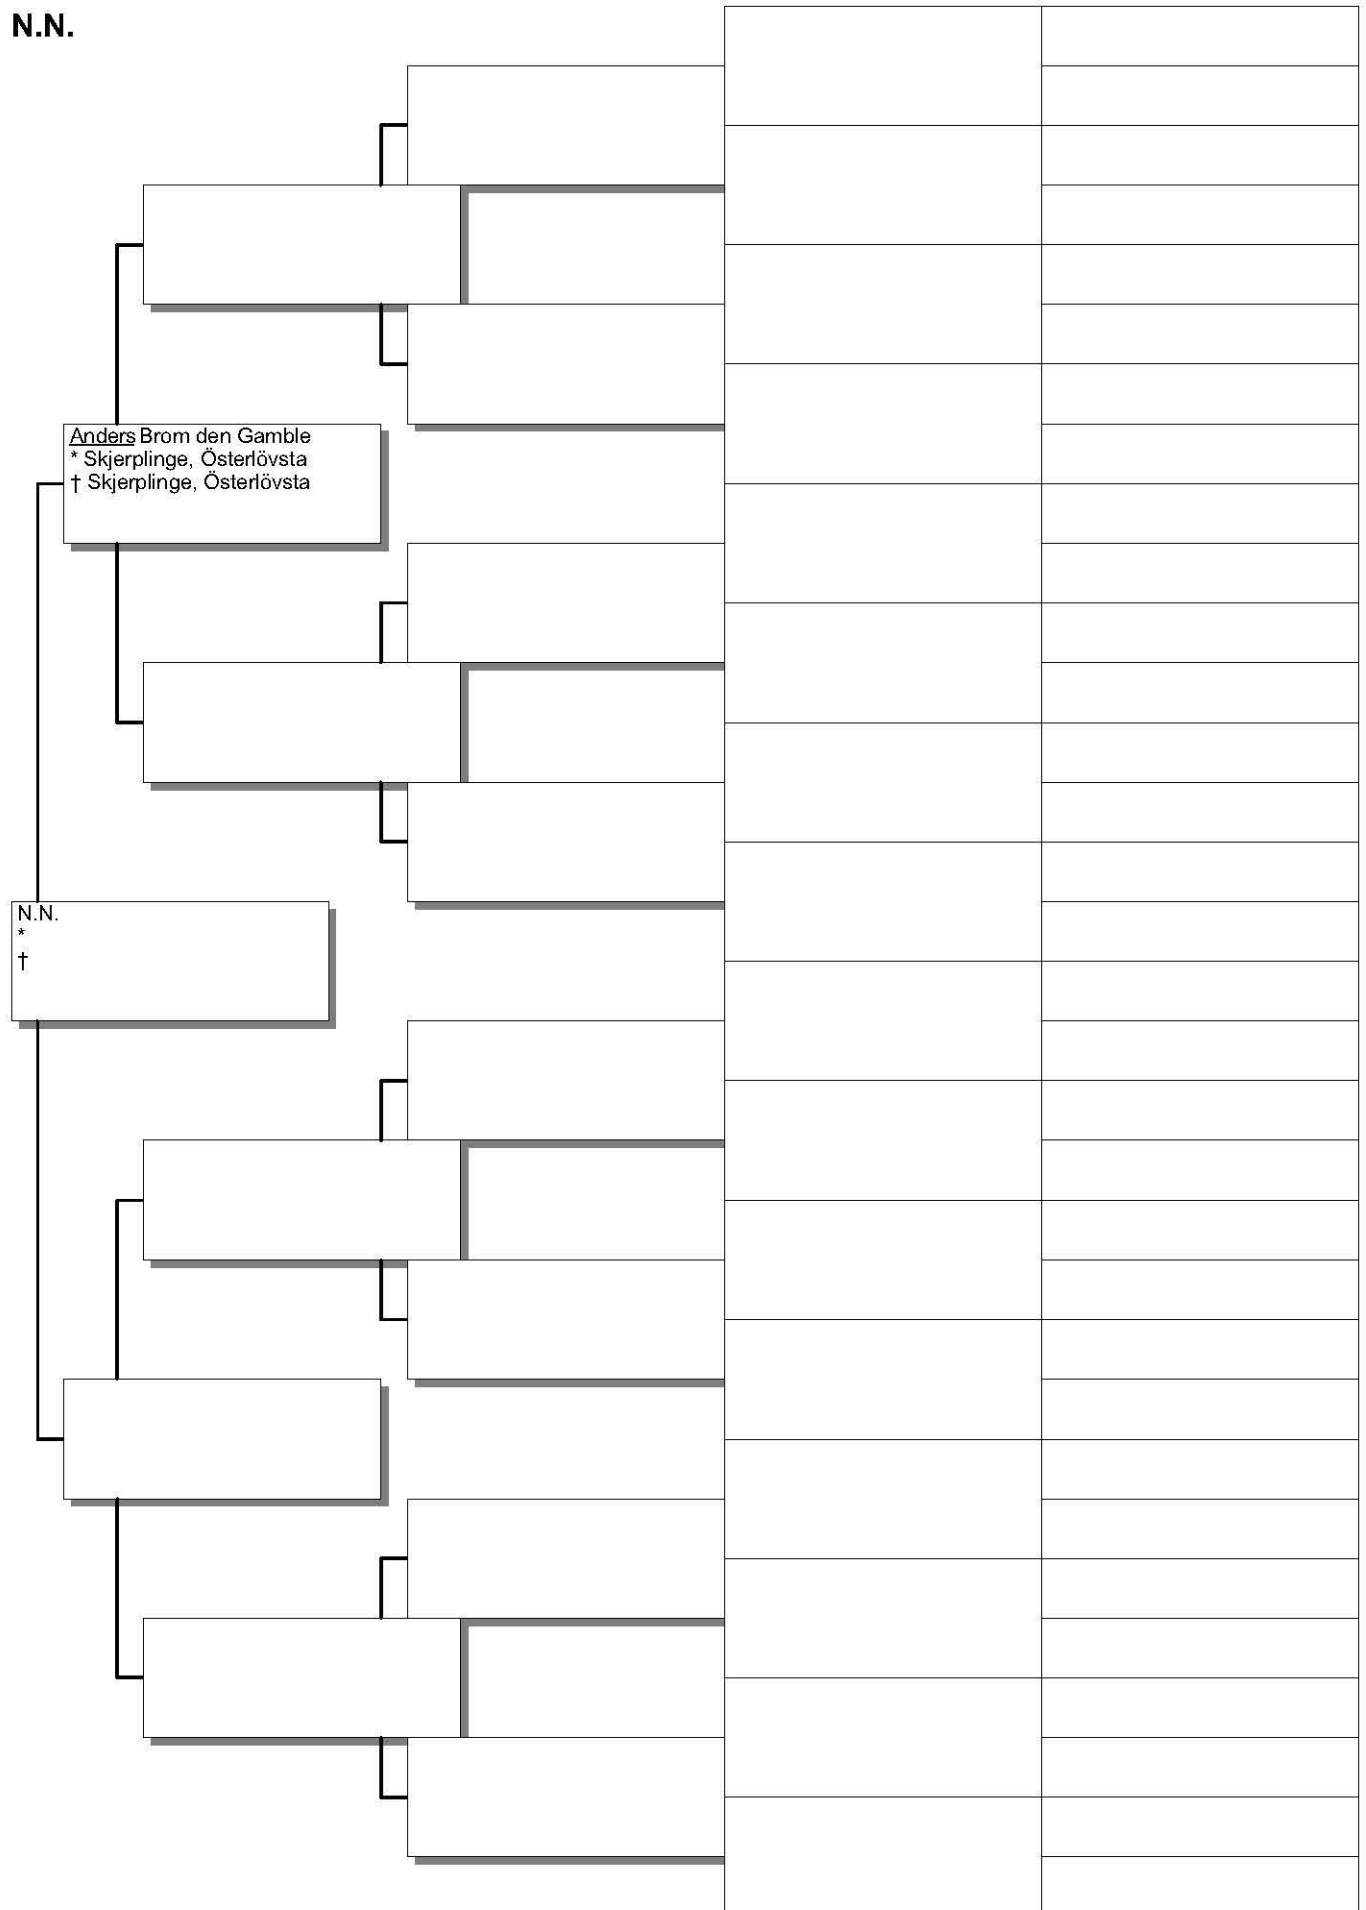 N.N.
Anders Brom den Gamble
* Skjerplinge, Österlövsta
† Skjerplinge, Österlövsta
N.N.
*
†